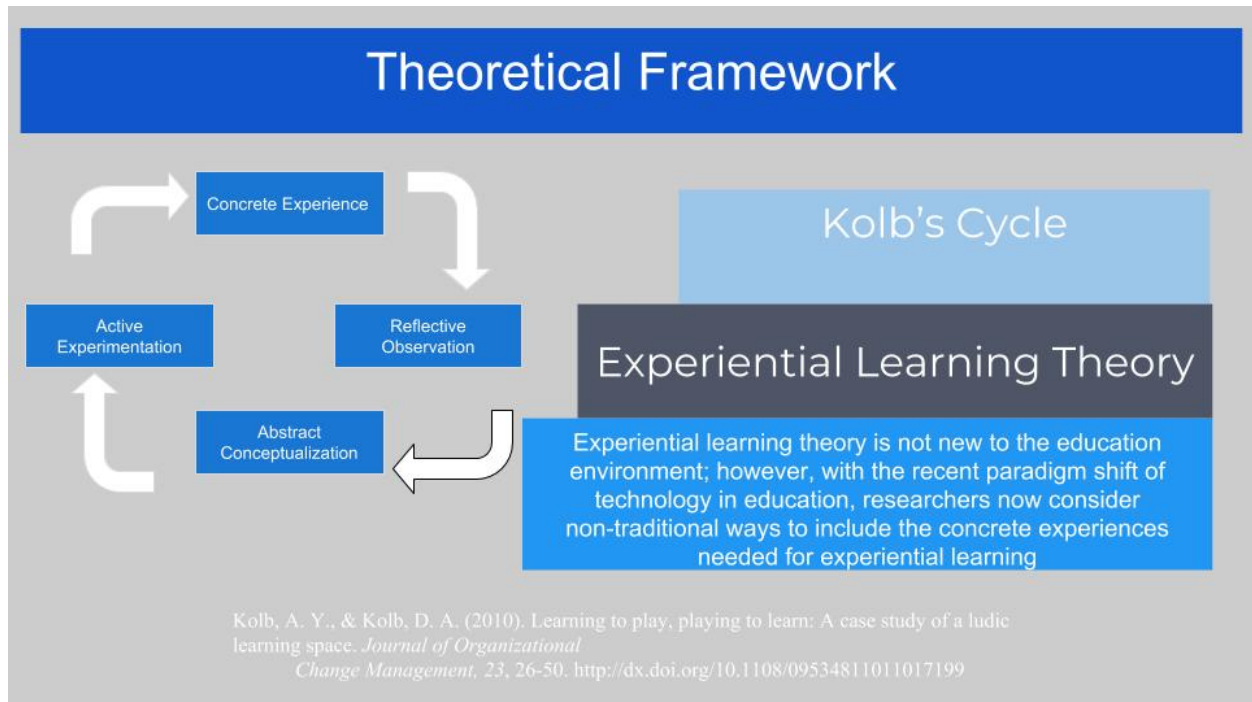 Theoretical Framework
Concrete Experience
Active
Experimentation
Reflective
Observation
Abstract
Conceptualization
Kolb's Cycle
Experiential Learning Theory
Experiential learning theory is not new to the education
environment; however, with the recent paradigm shift of
technology in education, researchers now consider
non-traditional ways to include the concrete experiences
needed for experiential learning
Kolb, A. Y., & Kolb, D. A. (2010). Learning to play, playing to learn: A case study of a ludic
learning space. Journal of Organizational
Change Management, 23, 26-50. http://dx.doi.org/10.1108/09534811011017199